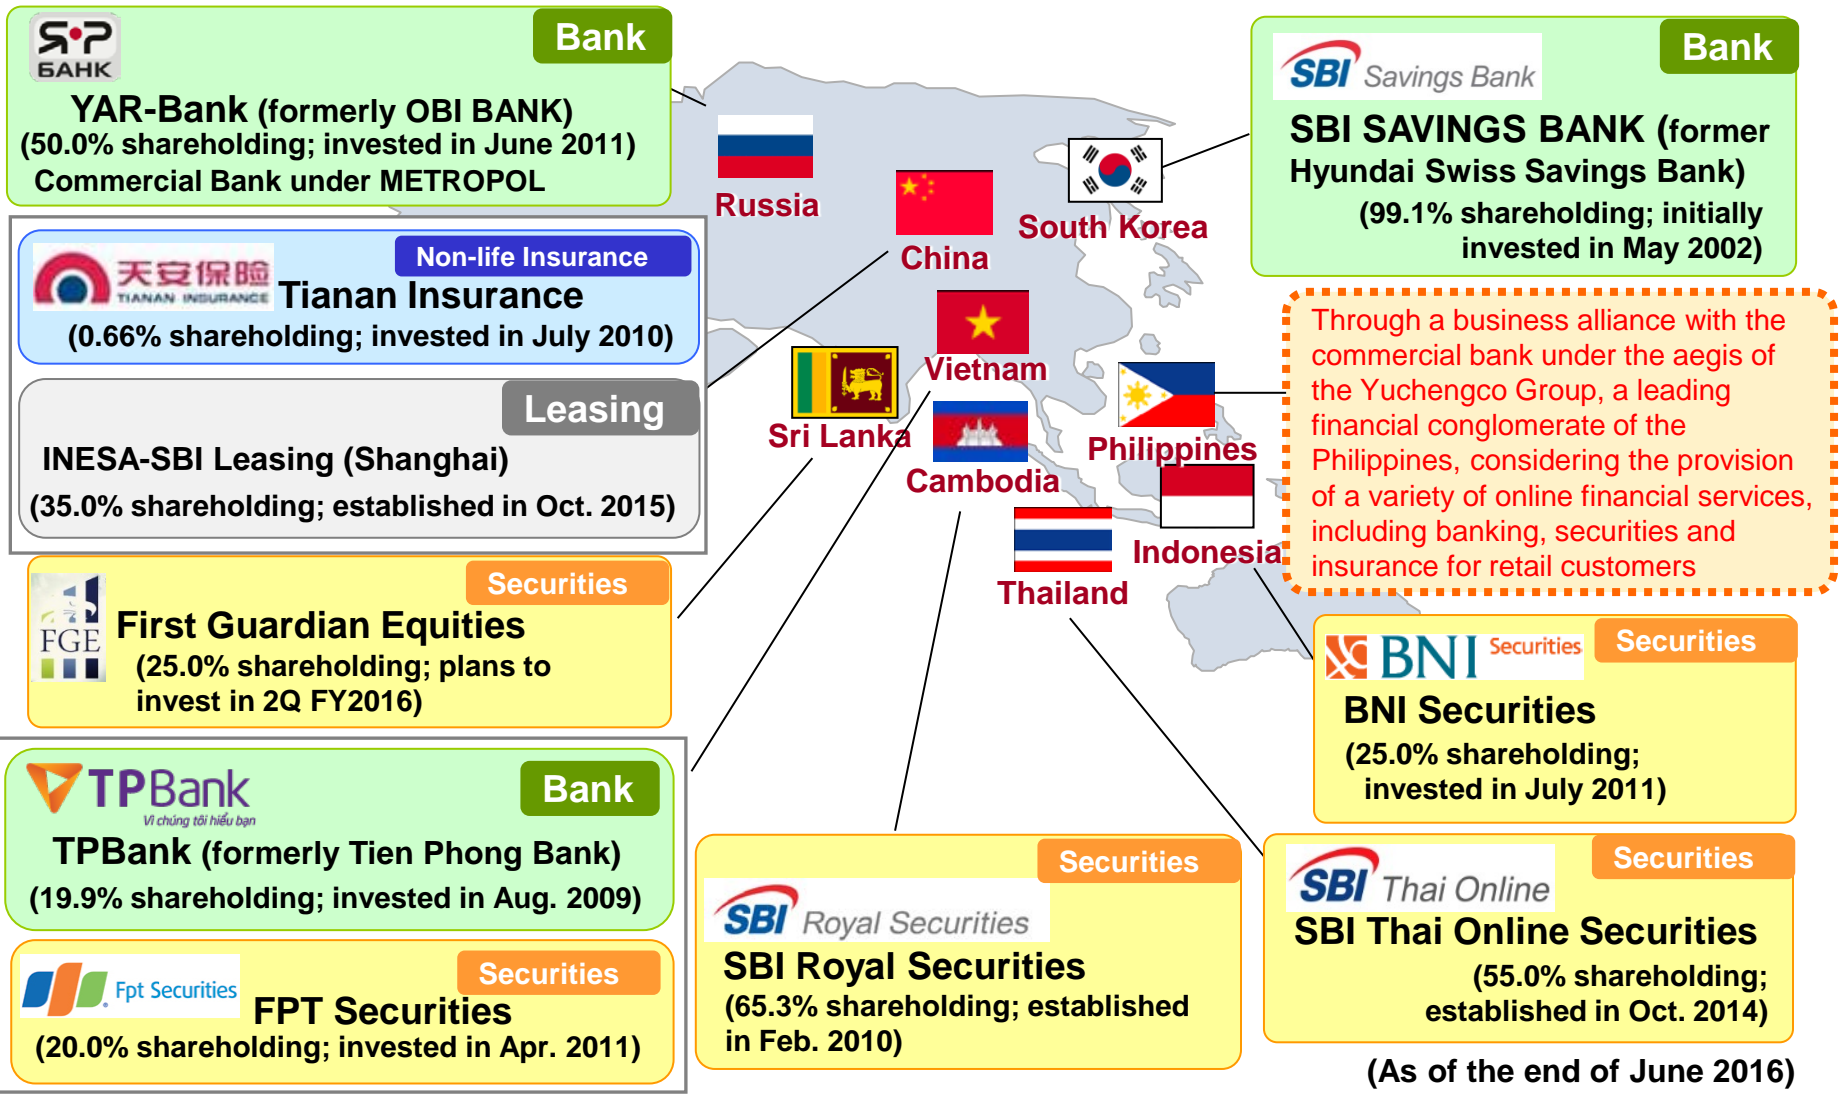 ЯР
БАНК
Bank
YAR-Bank (formerly OBI BANK)
(50.0% shareholding; invested in June 2011)
Commercial Bank under METROPOL
天安保险
TIANAN INSURANCE
Non-life Insurance
Tianan Insurance
(0.66% shareholding; invested in July 2010)
Leasing
INESA-SBI Leasing (Shanghai)
(35.0% shareholding; established in Oct. 2015)
FGE
Securities
First Guardian Equities
(25.0% shareholding; plans to
invest in 2Q FY2016)
TPBank
Vì chúng tôi hiểu bạn
Bank
TPBank (formerly Tien Phong Bank)
(19.9% shareholding; invested in Aug. 2009)
Fpt Securities
Securities
FPT Securities
(20.0% shareholding; invested in Apr. 2011)
Russia
China
South Korea
Vietnam
Sri Lanka
Cambodia
Philippines
Indonesia
Thailand
SBI Savings Bank
Bank
SBI SAVINGS BANK (former
Hyundai Swiss Savings Bank)
(99.1% shareholding; initially
invested in May 2002)
Through a business alliance with the
commercial bank under the aegis of
the Yuchengco Group, a leading
financial conglomerate of the
Philippines, considering the provision
of a variety of online financial services,
including banking, securities and
insurance for retail customers
BNI Securities
Securities
BNI Securities
(25.0% shareholding;
invested in July 2011)
Securities
SBI Royal Securities
SBI Royal Securities
(65.3% shareholding; established
in Feb. 2010)
Securities
SBI Thai Online
SBI Thai Online Securities
(55.0% shareholding;
established in Oct. 2014)
(As of the end of June 2016)